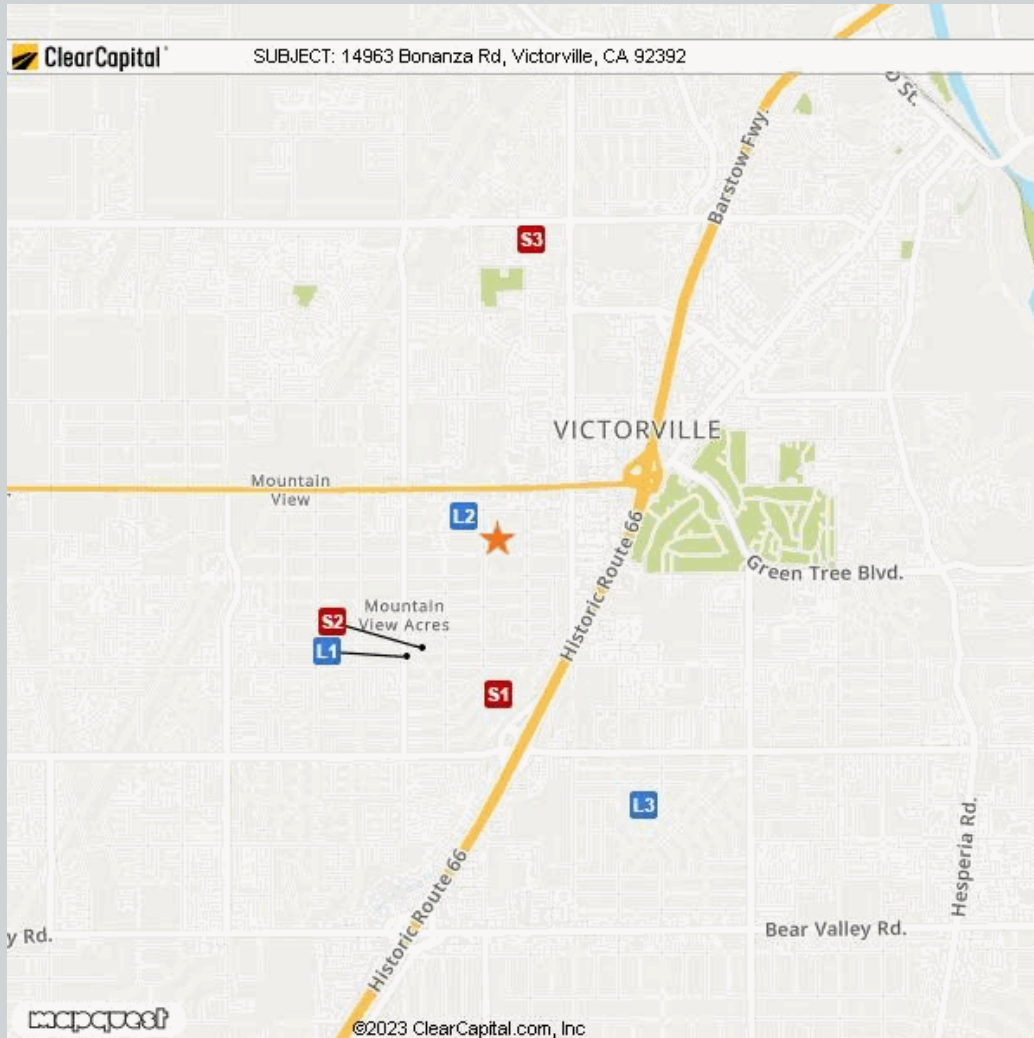 ClearCapital
SUBJECT: 14963 Bonanza Rd, Victorville, CA 92392
D St.
Barstow Fwy.
S3
VICTORVILLE
Mountain
View
L2
Historic Route 66
Green Tree Blvd.
Mountain
View Acres
S2
L1
S1
L3
Hesperia Rd.
Historic Route 66
Bear Valley Rd.
y Rd.
mapquest
©2023 ClearCapital.com, Inc